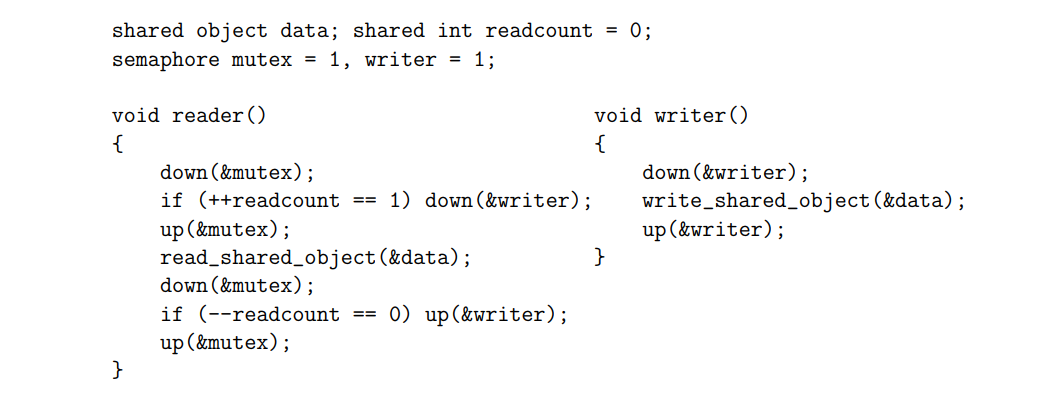 shared object data; shared int readcount = 0;
semaphore mutex = 1, writer = 1;
void reader()
{
down(&mutex);
if (++readcount == 1) down(&writer);
up(&mutex);
read_shared_object(&data);
down(&mutex);
if (--readcount == 0) up(&writer);
up(&mutex);
}
void writer()
{
down(&writer);
write_shared_object(&data);
up(&writer);
}